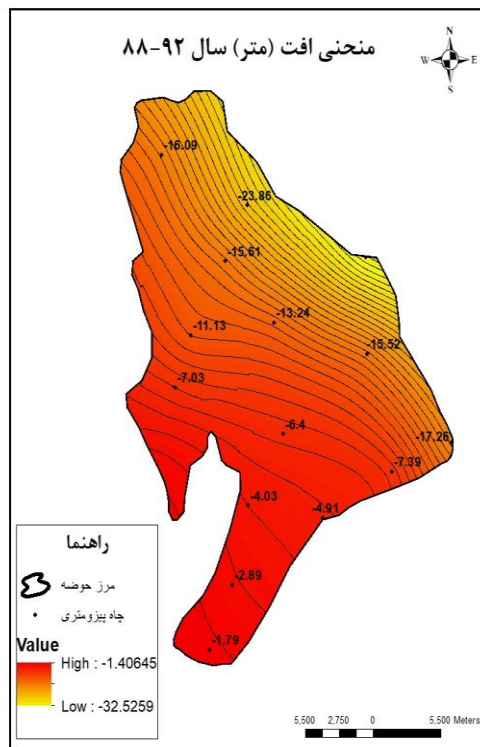 منحنی افت (متر) سال ۹۲-۸۸
N
W E
S
-16.09
-23.86
-15.61
-13.24
-11.13
-15.52
-7.03
-6.4
-17.26
-7.39
-4.03
-4.91
-2.89
-1.79
راهنما
مرز حوضه
چاه پیزومتری
Value
High : -1.40645
Low : -32.5259
5,500 2,750 0 5,500 Meters